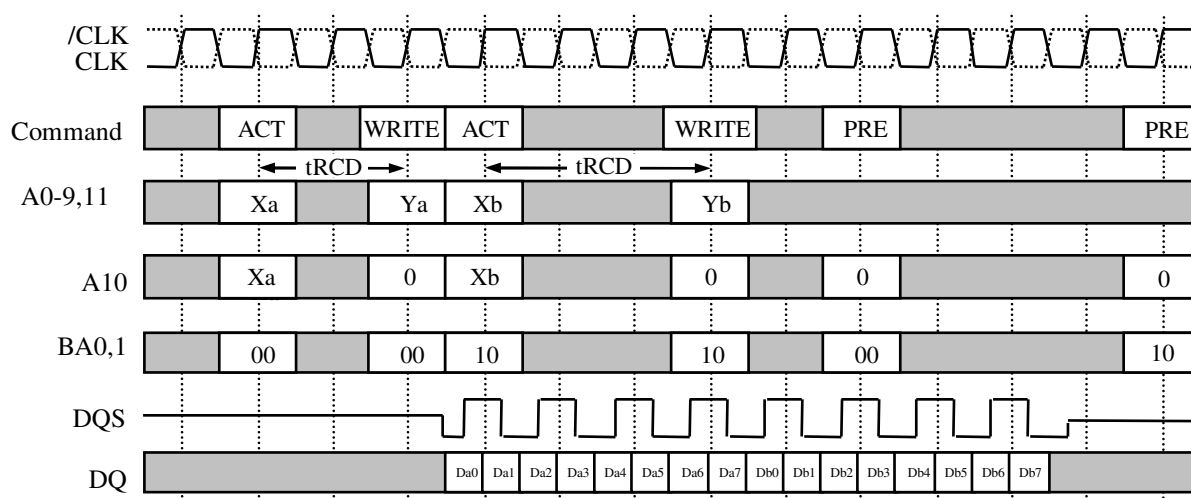 /CLK
CLK
Command ACT WRITE ACT WRITE PRE PRE
tRCD tRCD
A0-9,11 Xa Ya Xb Yb
A10 Xa 0 Xb 0 0 0
BA0,1 00 00 10 10 00 10
DQS
DQ Da0 Da1 Da2 Da3 Da4 Da5 Da6 Da7 Db0 Db1 Db2 Db3 Db4 Db5 Db6 Db7